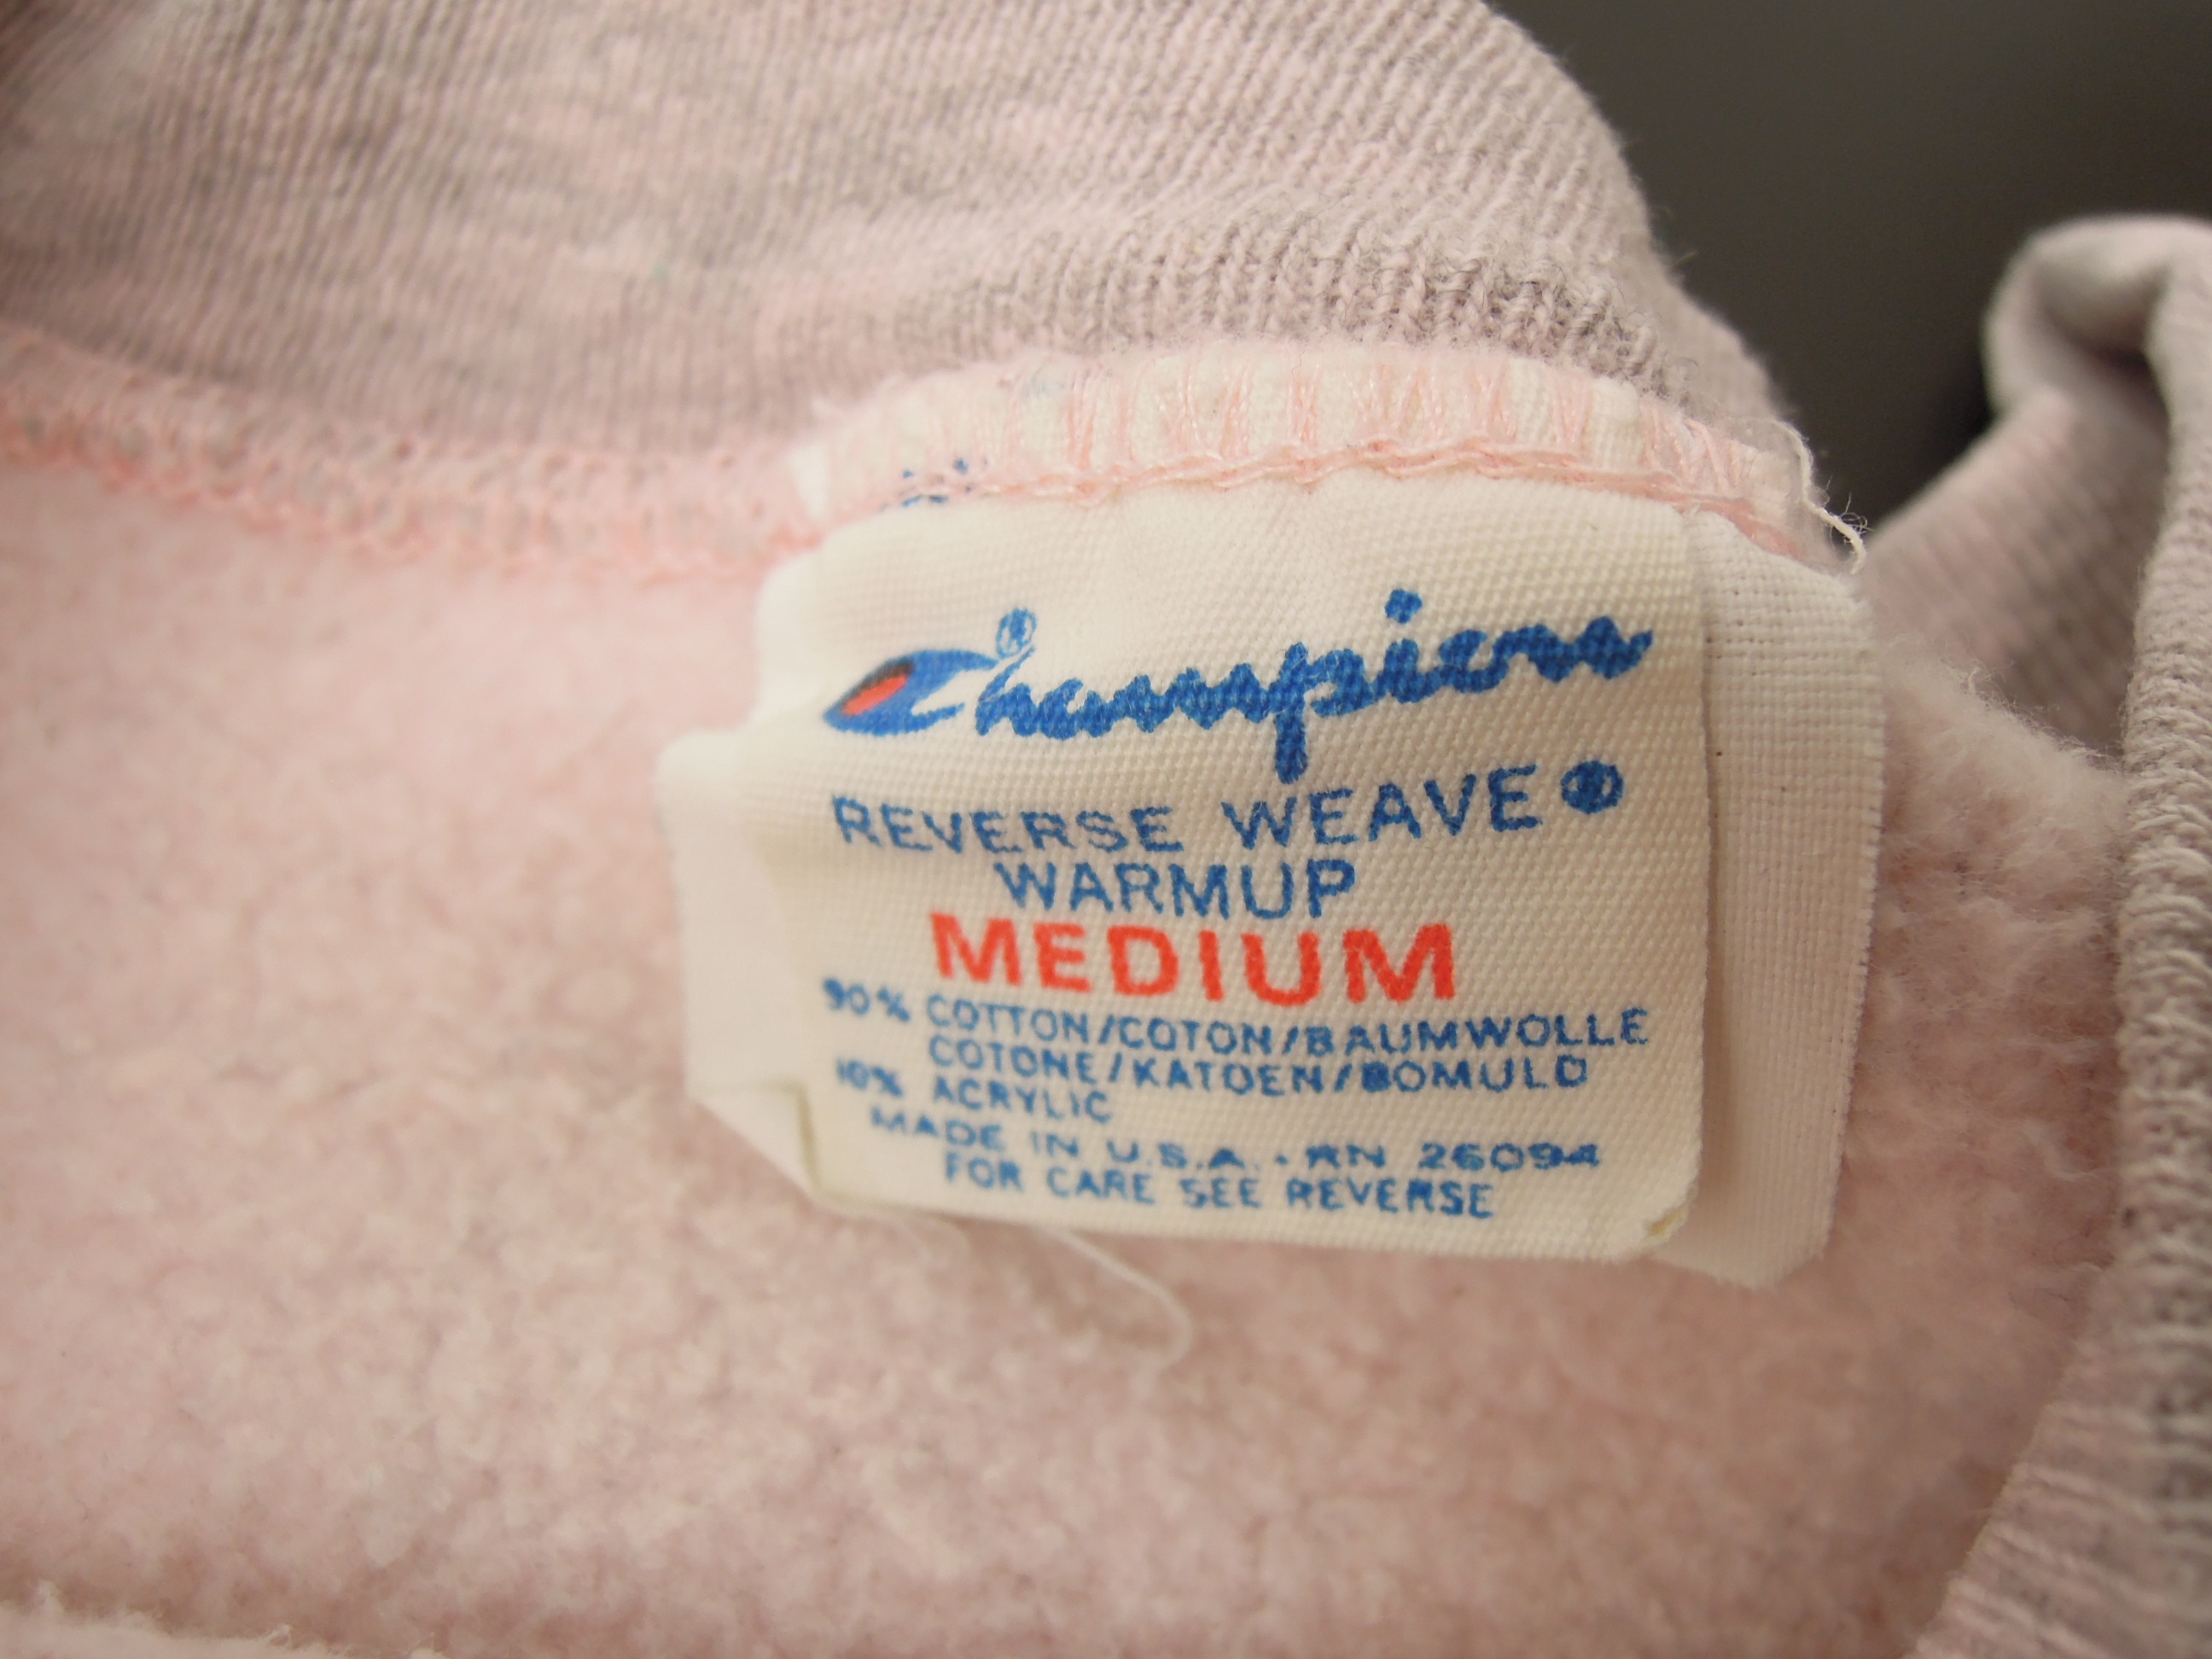 Champion®
REVERSE WEAVE®
WARMUP
MEDIUM
90% COTTON/COTON/BAUMWOLLE
COTONE/KATOEN/BOMULD
10% ACRYLIC
MADE IN U.S.A. - RN 26094
FOR CARE SEE REVERSE